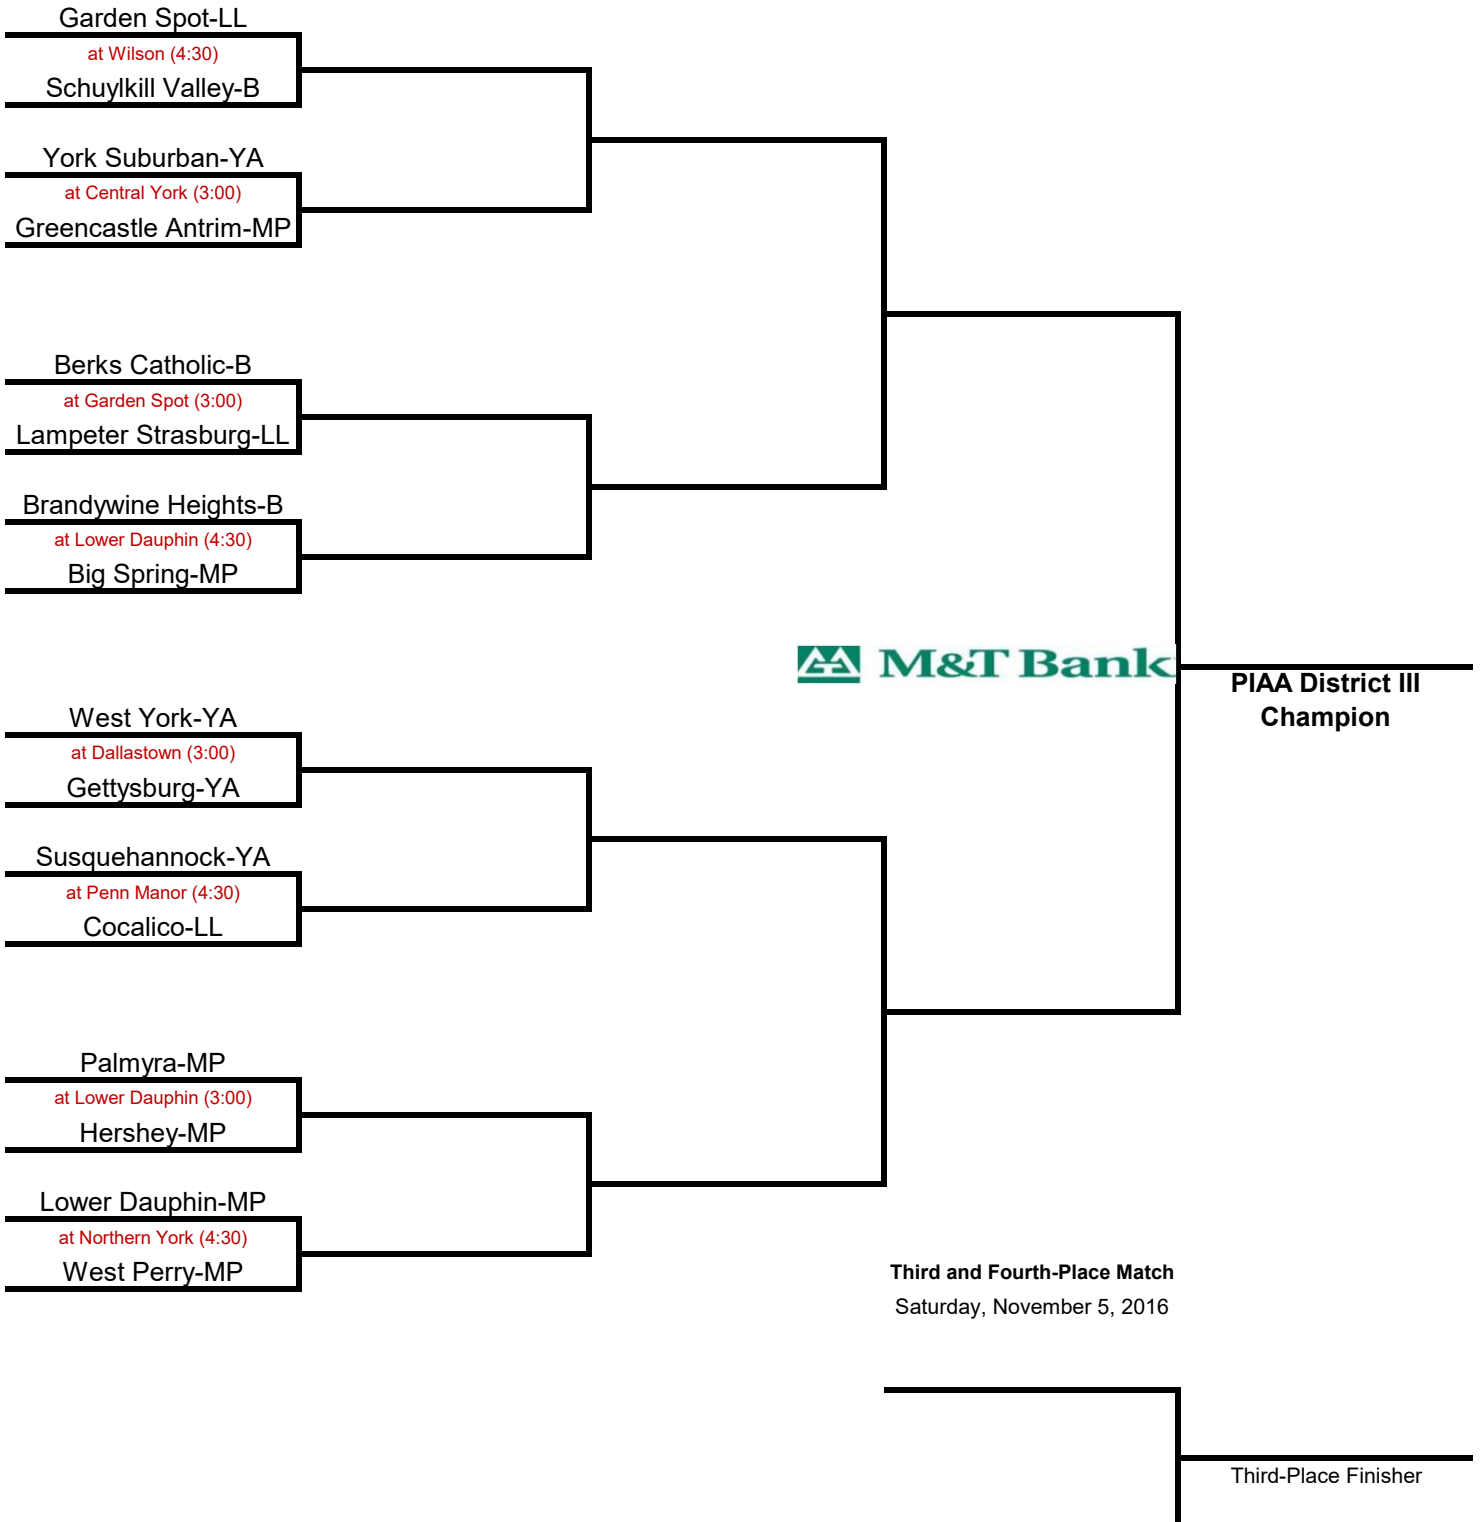 Garden Spot-LL
at Wilson (4:30)
Schuylkill Valley-B
York Suburban-YA
at Central York (3:00)
Greencastle Antrim-MP
Berks Catholic-B
at Garden Spot (3:00)
Lampeter Strasburg-LL
Brandywine Heights-B
at Lower Dauphin (4:30)
Big Spring-MP
M&T Bank
PIAA District III
Champion
West York-YA
at Dallastown (3:00)
Gettysburg-YA
Susquehannock-YA
at Penn Manor (4:30)
Cocalico-LL
Palmyra-MP
at Lower Dauphin (3:00)
Hershey-MP
Lower Dauphin-MP
at Northern York (4:30)
West Perry-MP
Third and Fourth-Place Match
Saturday, November 5, 2016
Third-Place Finisher